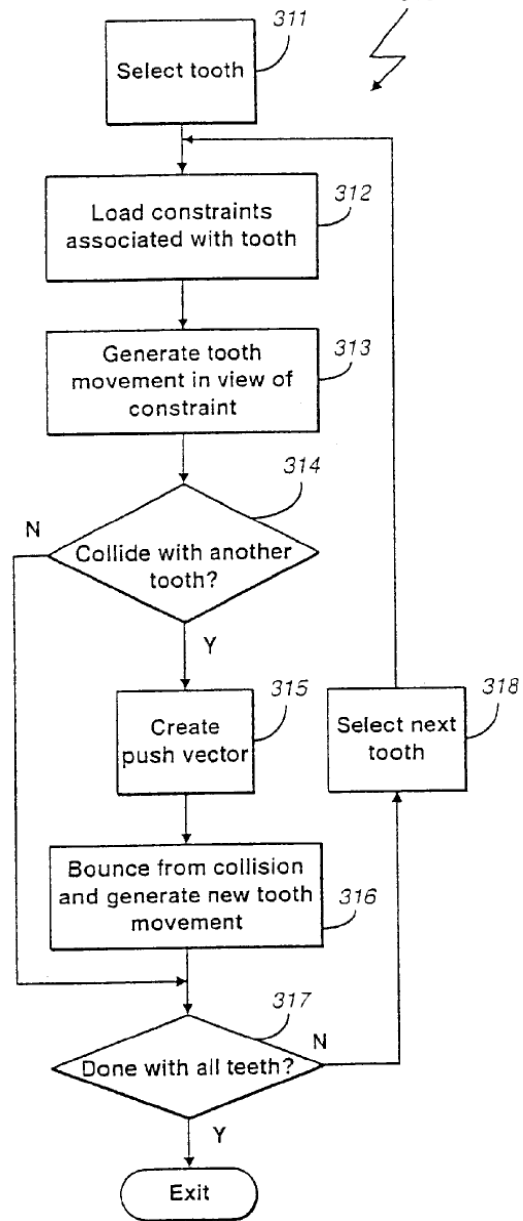 311
Select tooth
312
Load constraints
associated with tooth
313
Generate tooth
movement in view of
constraint
314
N
Collide with another
tooth?
Y
315
Create
push vector
318
Select next
tooth
Bounce from collision
and generate new tooth
movement
316
317
N
Done with all teeth?
Y
Exit